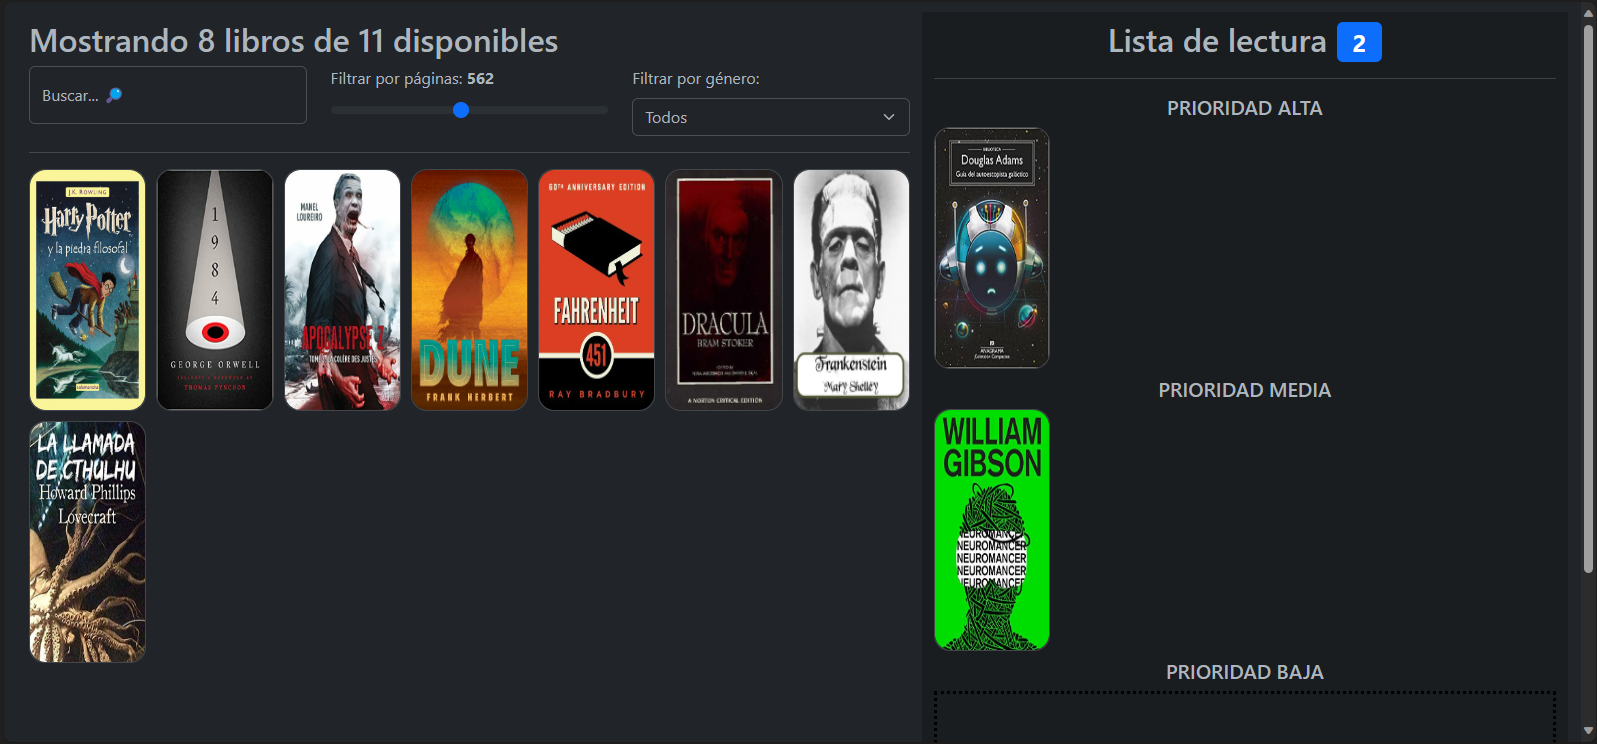 Mostrando 8 libros de 11 disponibles
Buscar... 🔎
Filtrar por páginas: 562
Filtrar por género:
Todos
J.K. ROWLING
Harry Potter
y la piedra filosofal
salamandra
1
9
8
4
GEORGE ORWELL
THOMAS PYNCHON
MANEL
LOUREIRO
APOCALYPSE Z
LA COLÈRE DES JUSTES
DUNE
FRANK HERBERT
60TH ANNIVERSARY EDITION
FAHRENHEIT
451
RAY BRADBURY
DRACULA
BRAM STOKER
A NORTON CRITICAL EDITION
Frankenstein
Mary Shelley
LA LLAMADA
DE CTHULHU
Howard Phillips
Lovecraft
Lista de lectura 2
PRIORIDAD ALTA
BIBLIOTECA
Douglas Adams
Guía del autoestopista galáctico
ANAGRAMA
Colección Compactos
PRIORIDAD MEDIA
WILLIAM
GIBSON
NEUROMANCER
NEUROMANCER
NEUROMANCER
NEUROMANCER
NEUROMANCER
PRIORIDAD BAJA